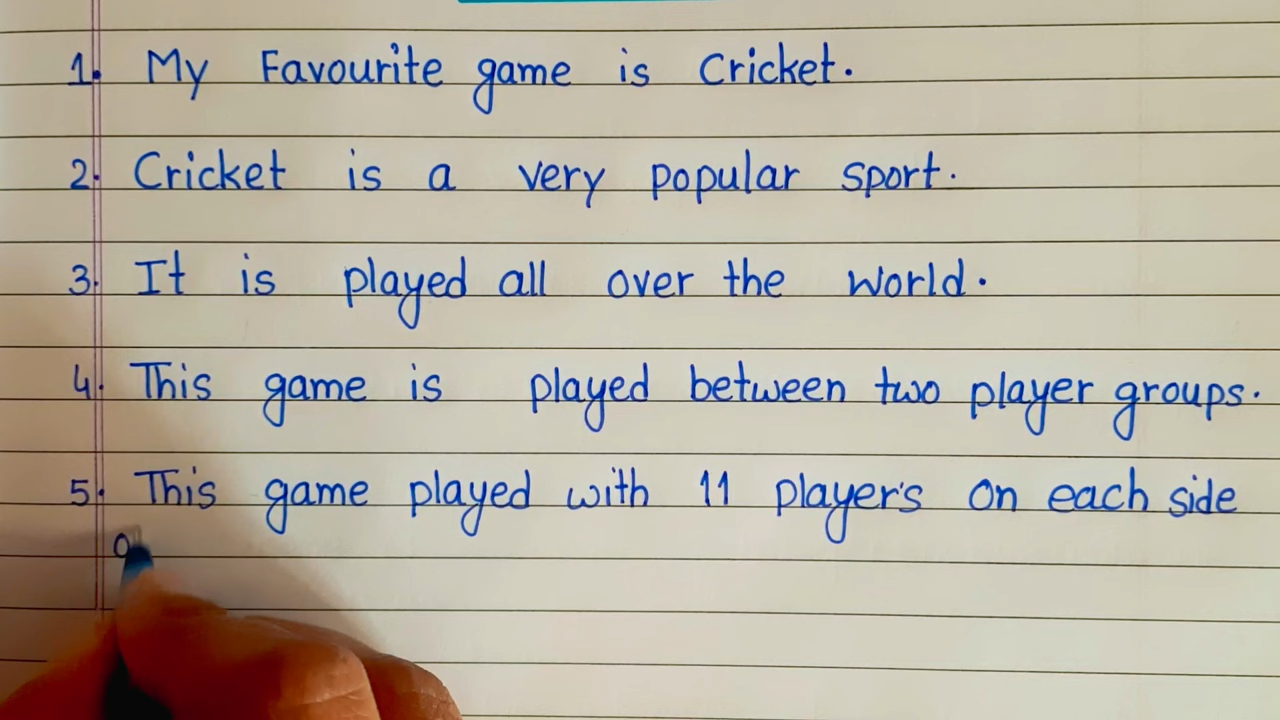 1. My Favourite game is Cricket.
2. Cricket is a very popular sport.
3. It is played all over the world.
4. This game is played between two player groups.
5. This game played with 11 player's on each side